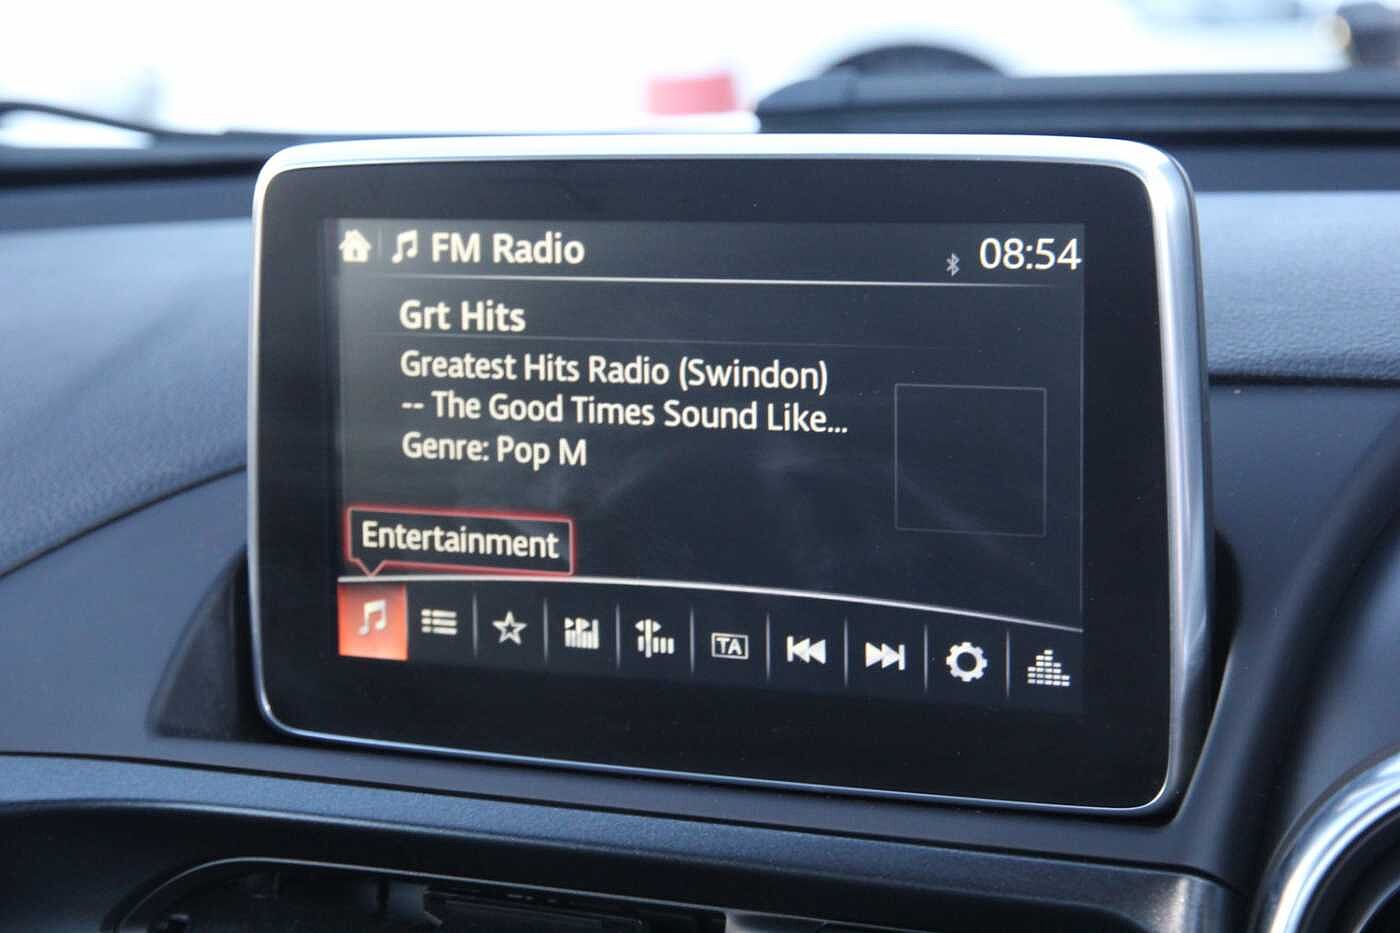 FM Radio
08:54
Grt Hits
Greatest Hits Radio (Swindon)
-- The Good Times Sound Like...
Genre: Pop M
Entertainment
TA